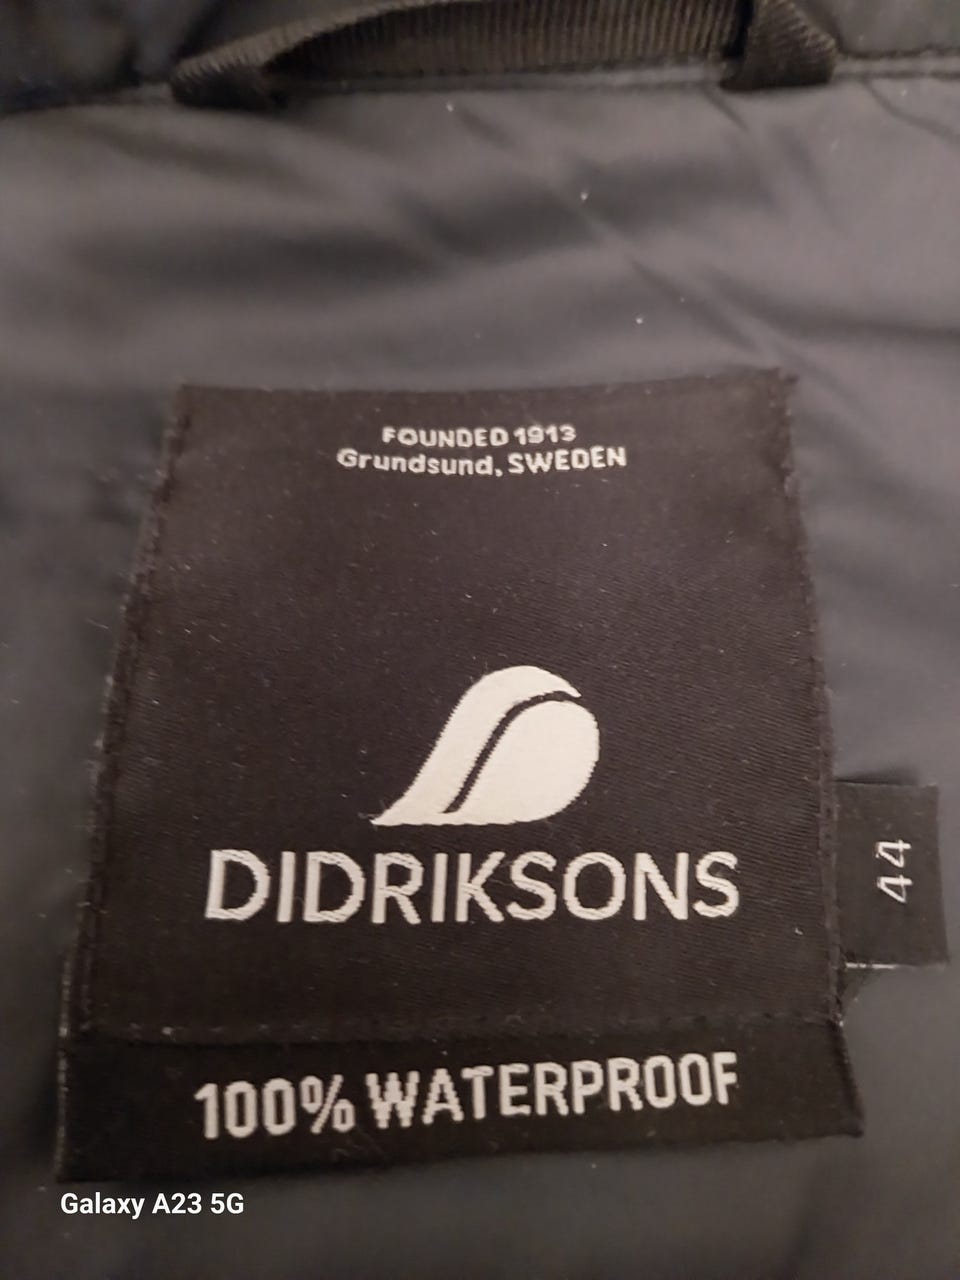 FOUNDED 1913
Grundsund, SWEDEN
DIDRIKSONS
44
100% WATERPROOF
Galaxy A23 5G